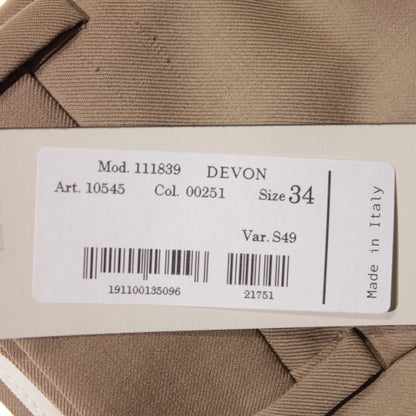 Mod. 111839 DEVON
Art. 10545 Col. 00251 Size 34
Var. S49
191100135096 21751
Made in Italy